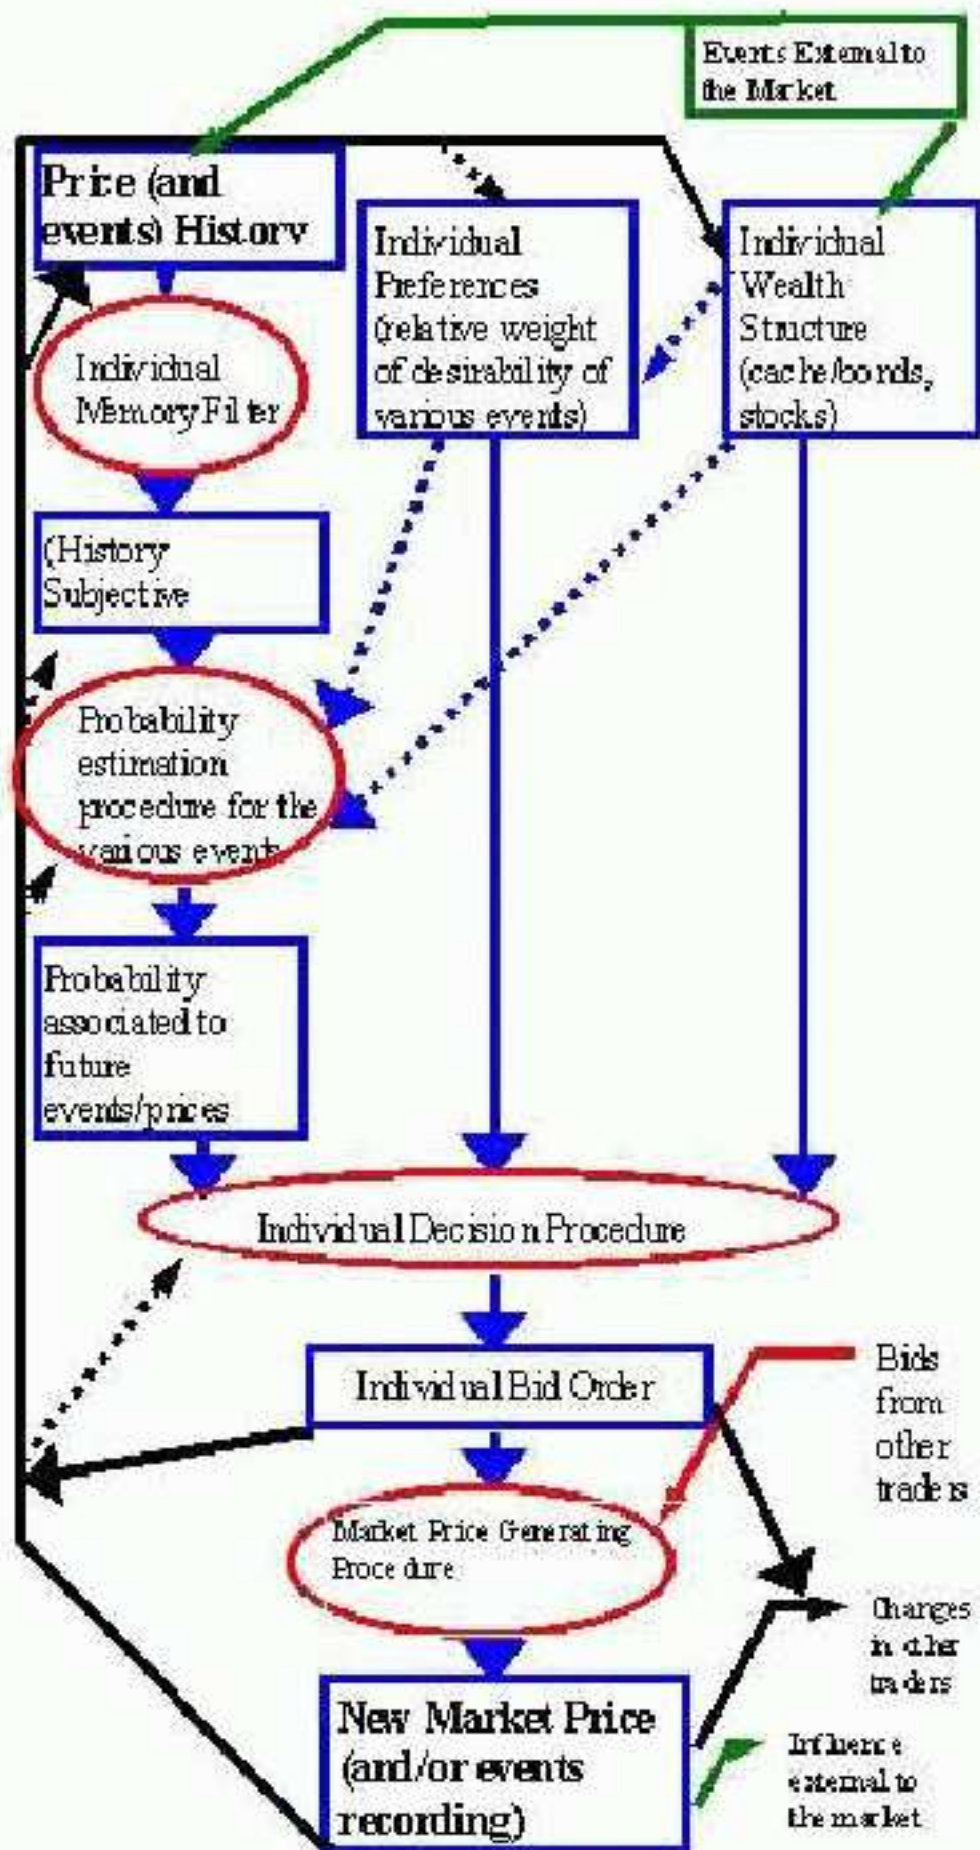 Events External to
the Market
Price (and
events) History
Individual
Preferences
(relative weight
of desirability of
various events)
Individual
Wealth
Structure
(cache/bonds,
stocks)
Individual
Memory Filter
(History
Subjective
Probability
estimation
procedure for the
various events
Probability
associated to
future
events/prices
Individual Decision Procedure
Individual Bid Order
Bids
from
other
traders
Market Price Generating
Procedure
Changes
in other
traders
New Market Price
(and/or events
recording)
Influence
external to
the market